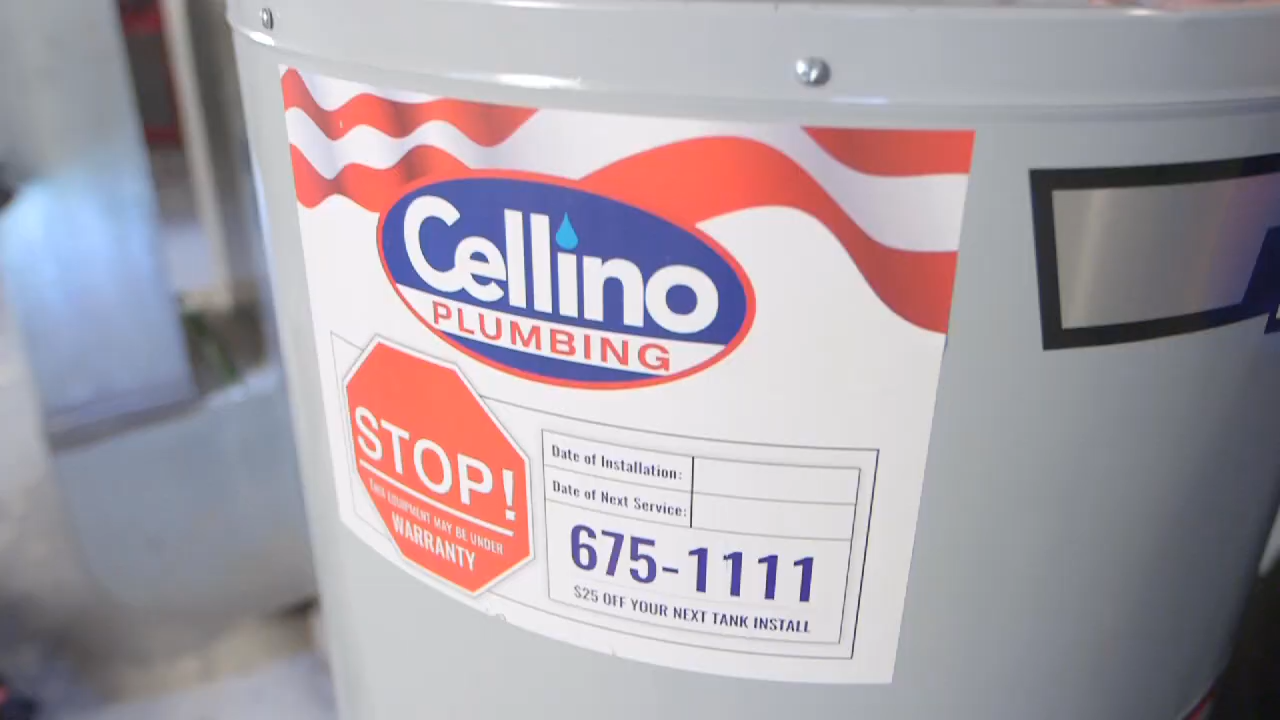 Cellino
PLUMBING
STOP!
THIS EQUIPMENT MAY BE UNDER
WARRANTY
Date of Installation:
Date of Next Service:
675-1111
$25 OFF YOUR NEXT TANK INSTALL